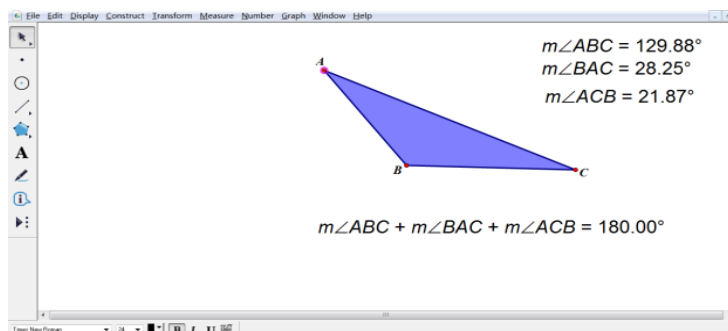 File Edit Display Construct Transform Measure Number Graph Window Help
m∠ABC = 129.88°
m∠BAC = 28.25°
m∠ACB = 21.87°
A
B
C
A
m∠ABC + m∠BAC + m∠ACB = 180.00°
Times New Roman 24 B I U